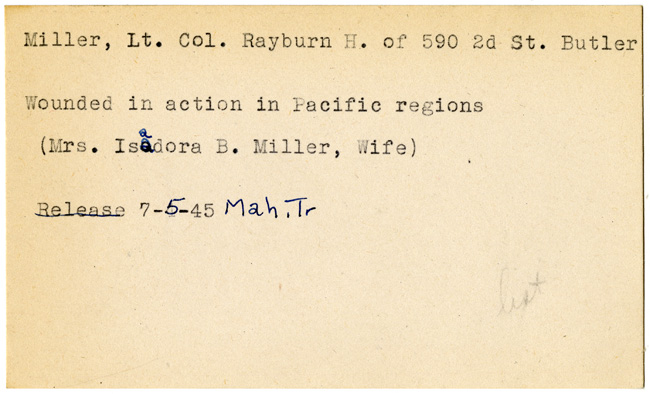 Miller, Lt. Col. Rayburn H. of 590 2d St. Butler
Wounded in action in Pacific regions
(Mrs. Isadora B. Miller, Wife)
Release 7-5-45 Mah. Tr
list